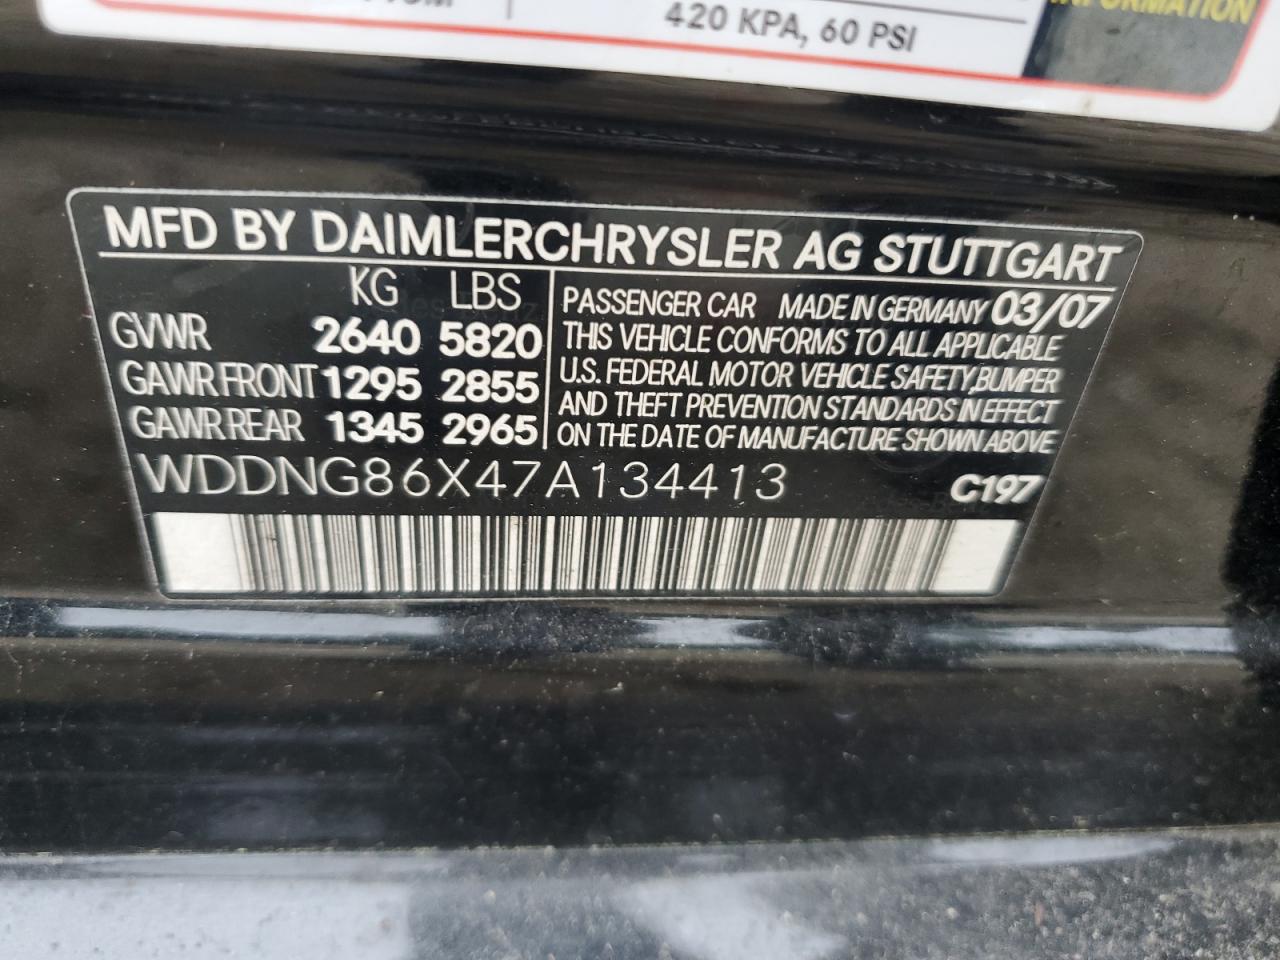 420 KPA, 60 PSI
INFORMATION
MFD BY DAIMLERCHRYSLER AG STUTTGART
KG LBS
GVWR 2640 5820
GAWR FRONT 1295 2855
GAWR REAR 1345 2965
PASSENGER CAR MADE IN GERMANY 03/07
THIS VEHICLE CONFORMS TO ALL APPLICABLE
U.S. FEDERAL MOTOR VEHICLE SAFETY,BUMPER
AND THEFT PREVENTION STANDARDS IN EFFECT
ON THE DATE OF MANUFACTURE SHOWN ABOVE
WDDNG86X47A134413 C197